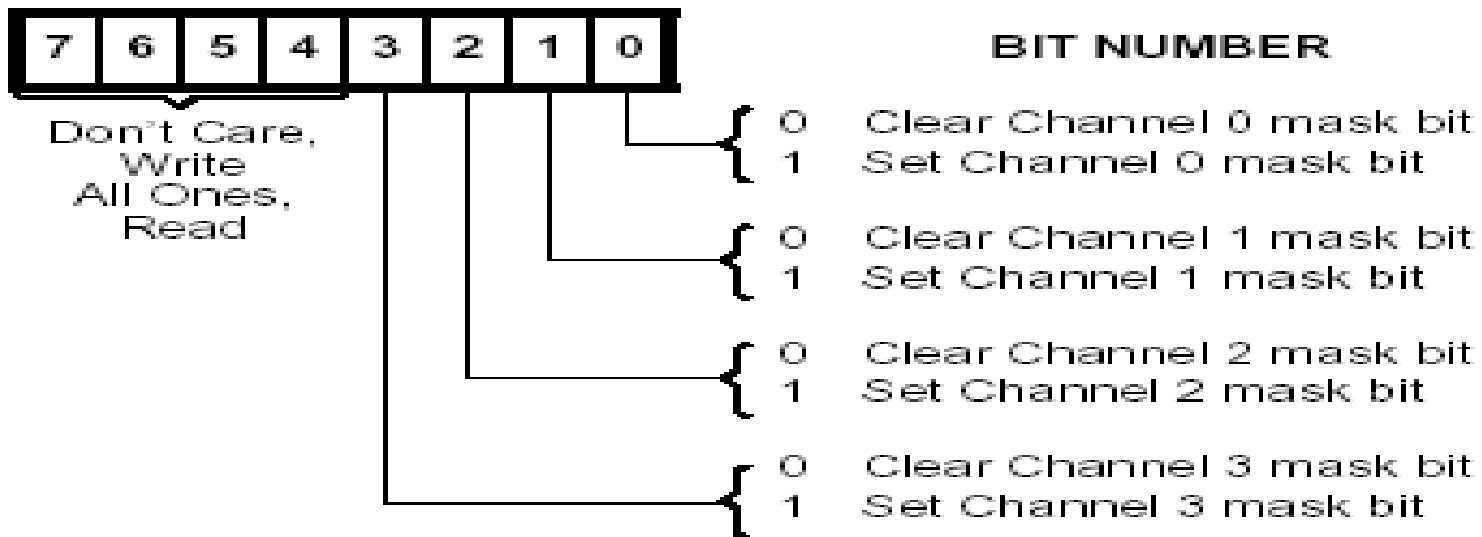 7 6 5 4 3 2 1 0
BIT NUMBER
Don't Care,
Write
All Ones,
Read
0 Clear Channel 0 mask bit
1 Set Channel 0 mask bit
0 Clear Channel 1 mask bit
1 Set Channel 1 mask bit
0 Clear Channel 2 mask bit
1 Set Channel 2 mask bit
0 Clear Channel 3 mask bit
1 Set Channel 3 mask bit